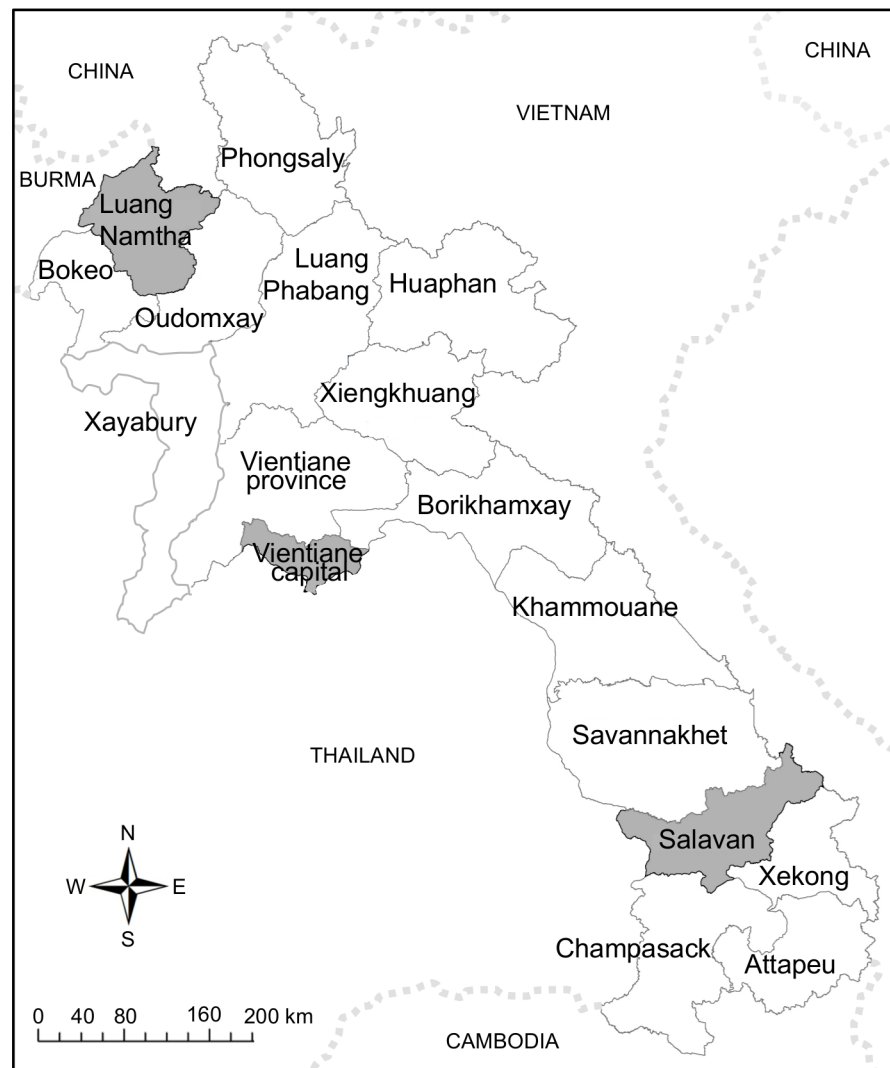 CHINA
CHINA
VIETNAM
Phongsaly
BURMA
Luang
Namtha
Bokeo
Luang
Phabang
Huaphan
Oudomxay
Xiengkhuang
Xayabury
Vientiane
province
Borikhamxay
Vientiane
capital
Khammouane
Savannakhet
THAILAND
Salavan
N
W
E
S
Xekong
Champasack
Attapeu
0 40 80 160 200 km
CAMBODIA